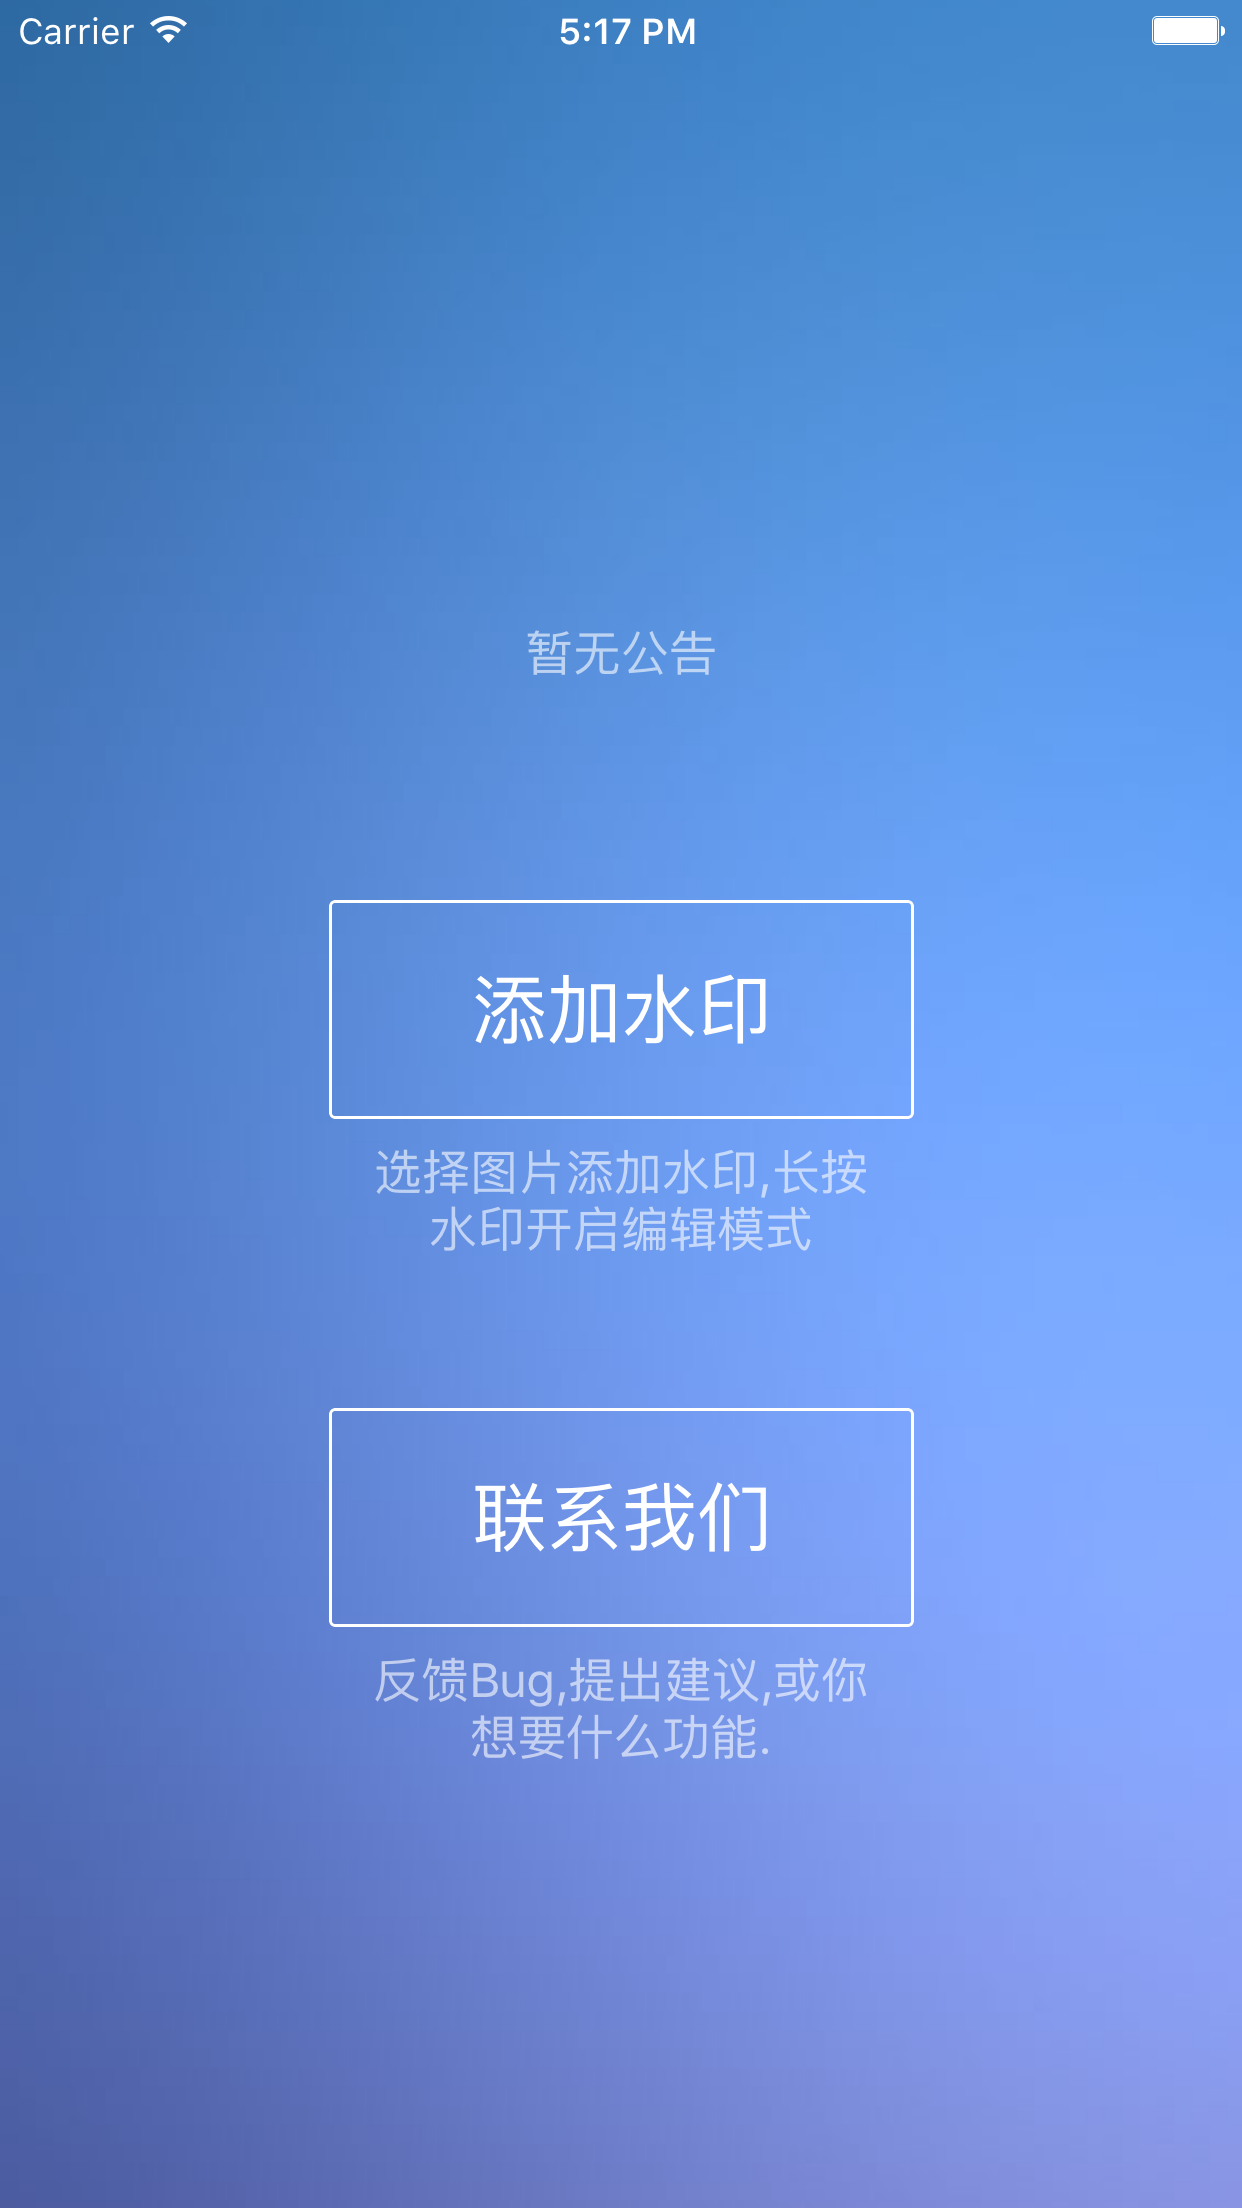 Carrier 5:17 PM
暂无公告
添加水印
选择图片添加水印,长按
水印开启编辑模式
联系我们
反馈Bug,提出建议,或你
想要什么功能.